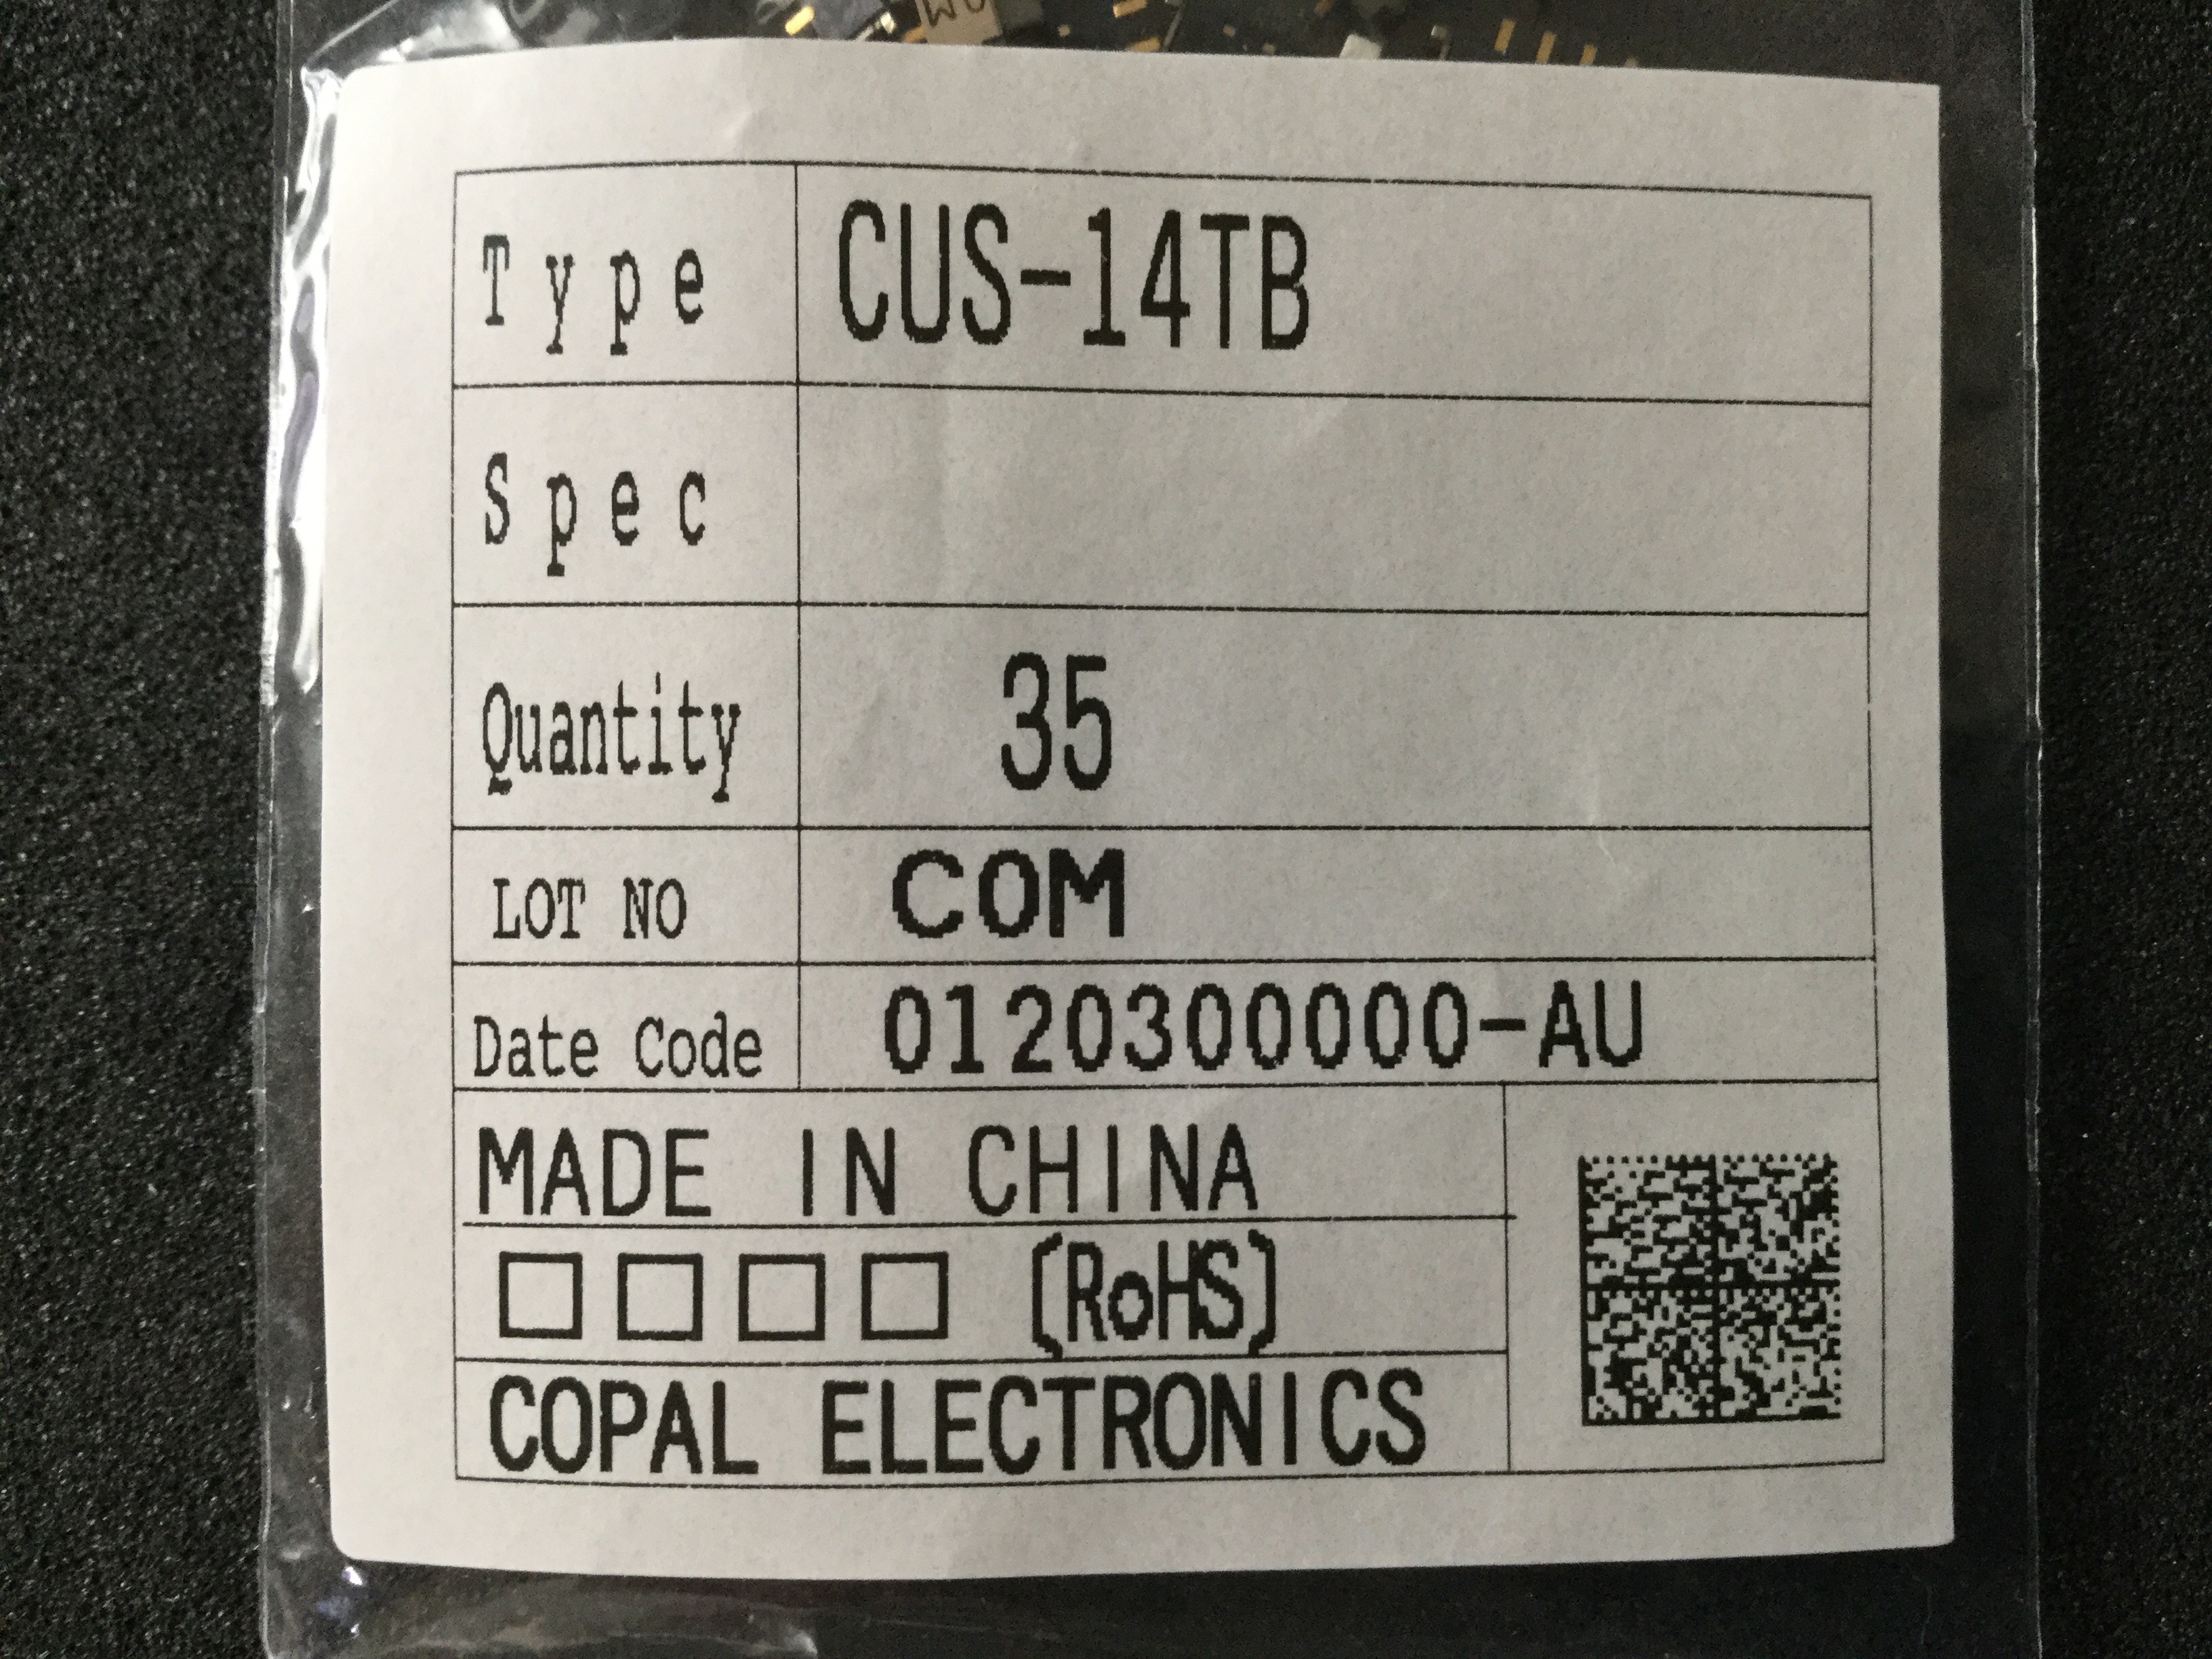 Type CUS-14TB
Spec
Quantity 35
LOT NO COM
Date Code 0120300000-AU
MADE IN CHINA
□□□□ (RoHS)
COPAL ELECTRONICS